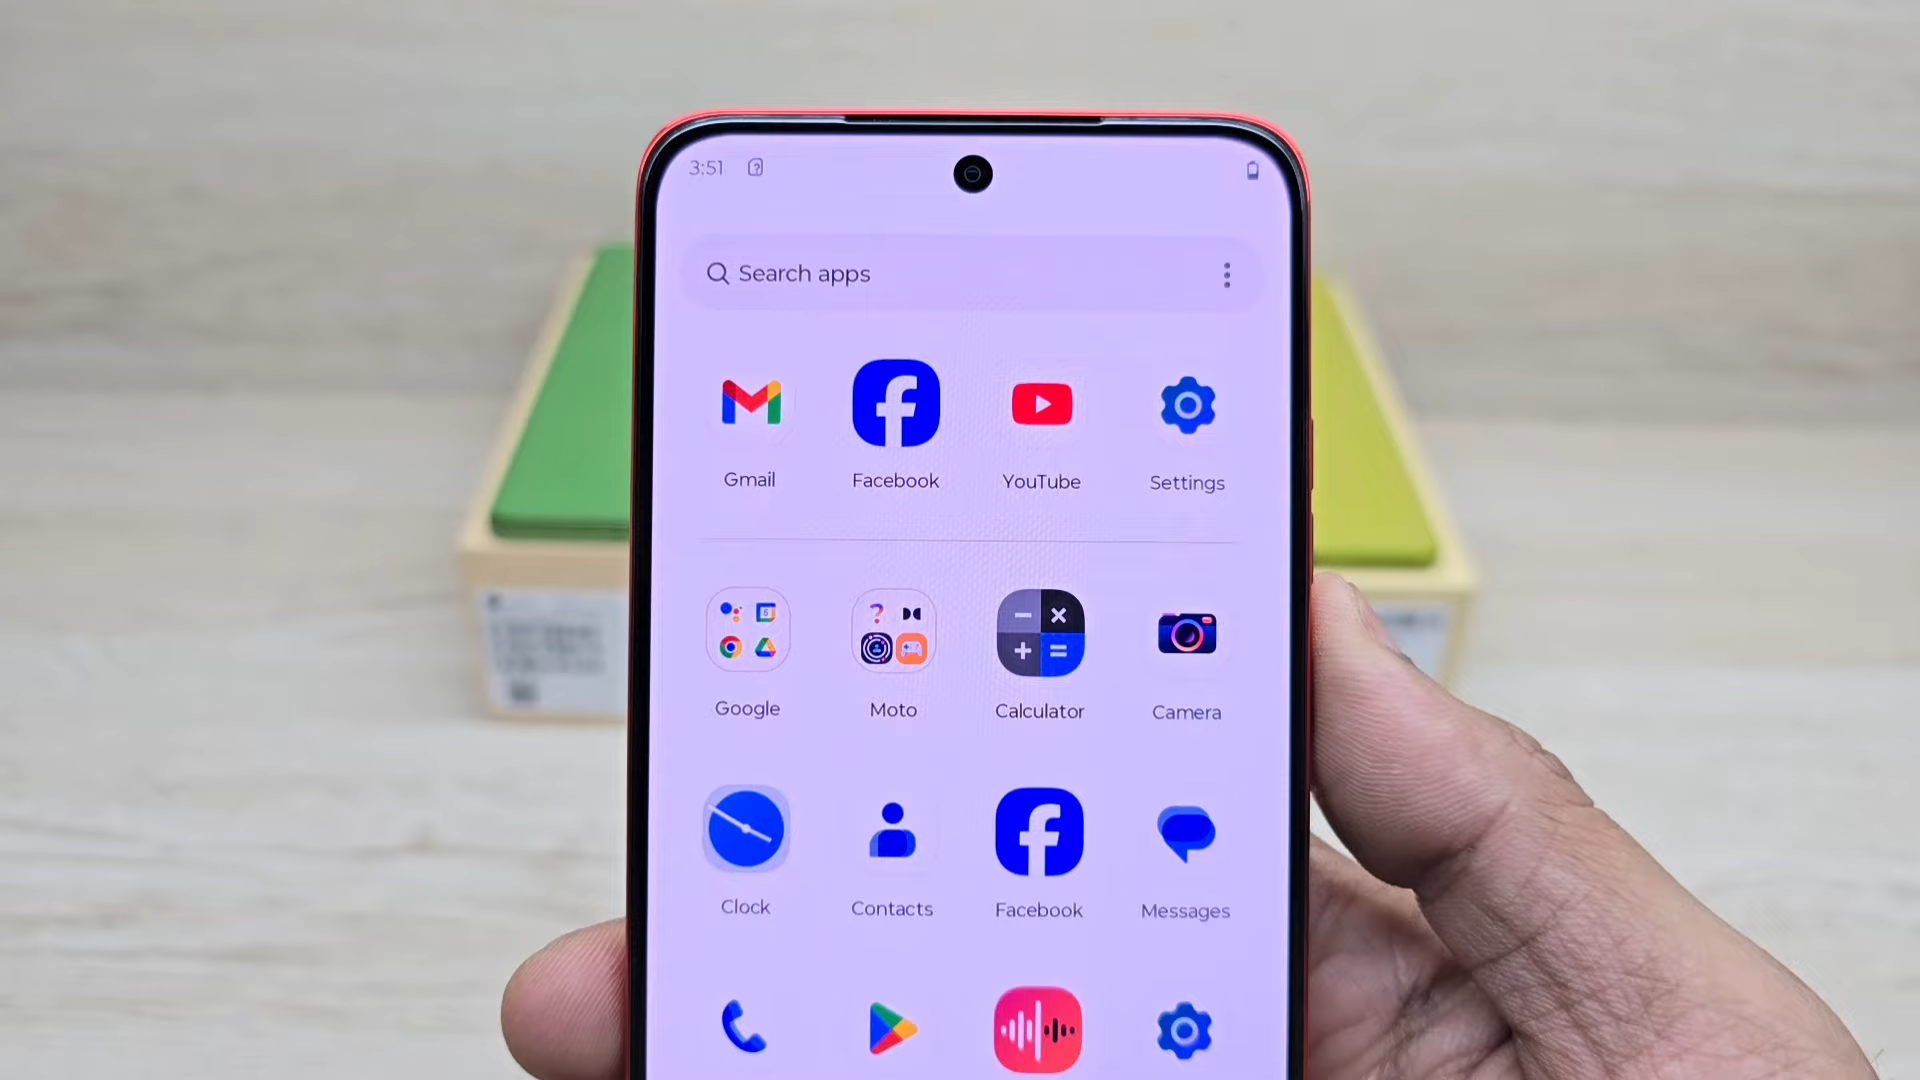 3:51
Search apps
Gmail Facebook YouTube Settings
Google Moto Calculator Camera
Clock Contacts Facebook Messages